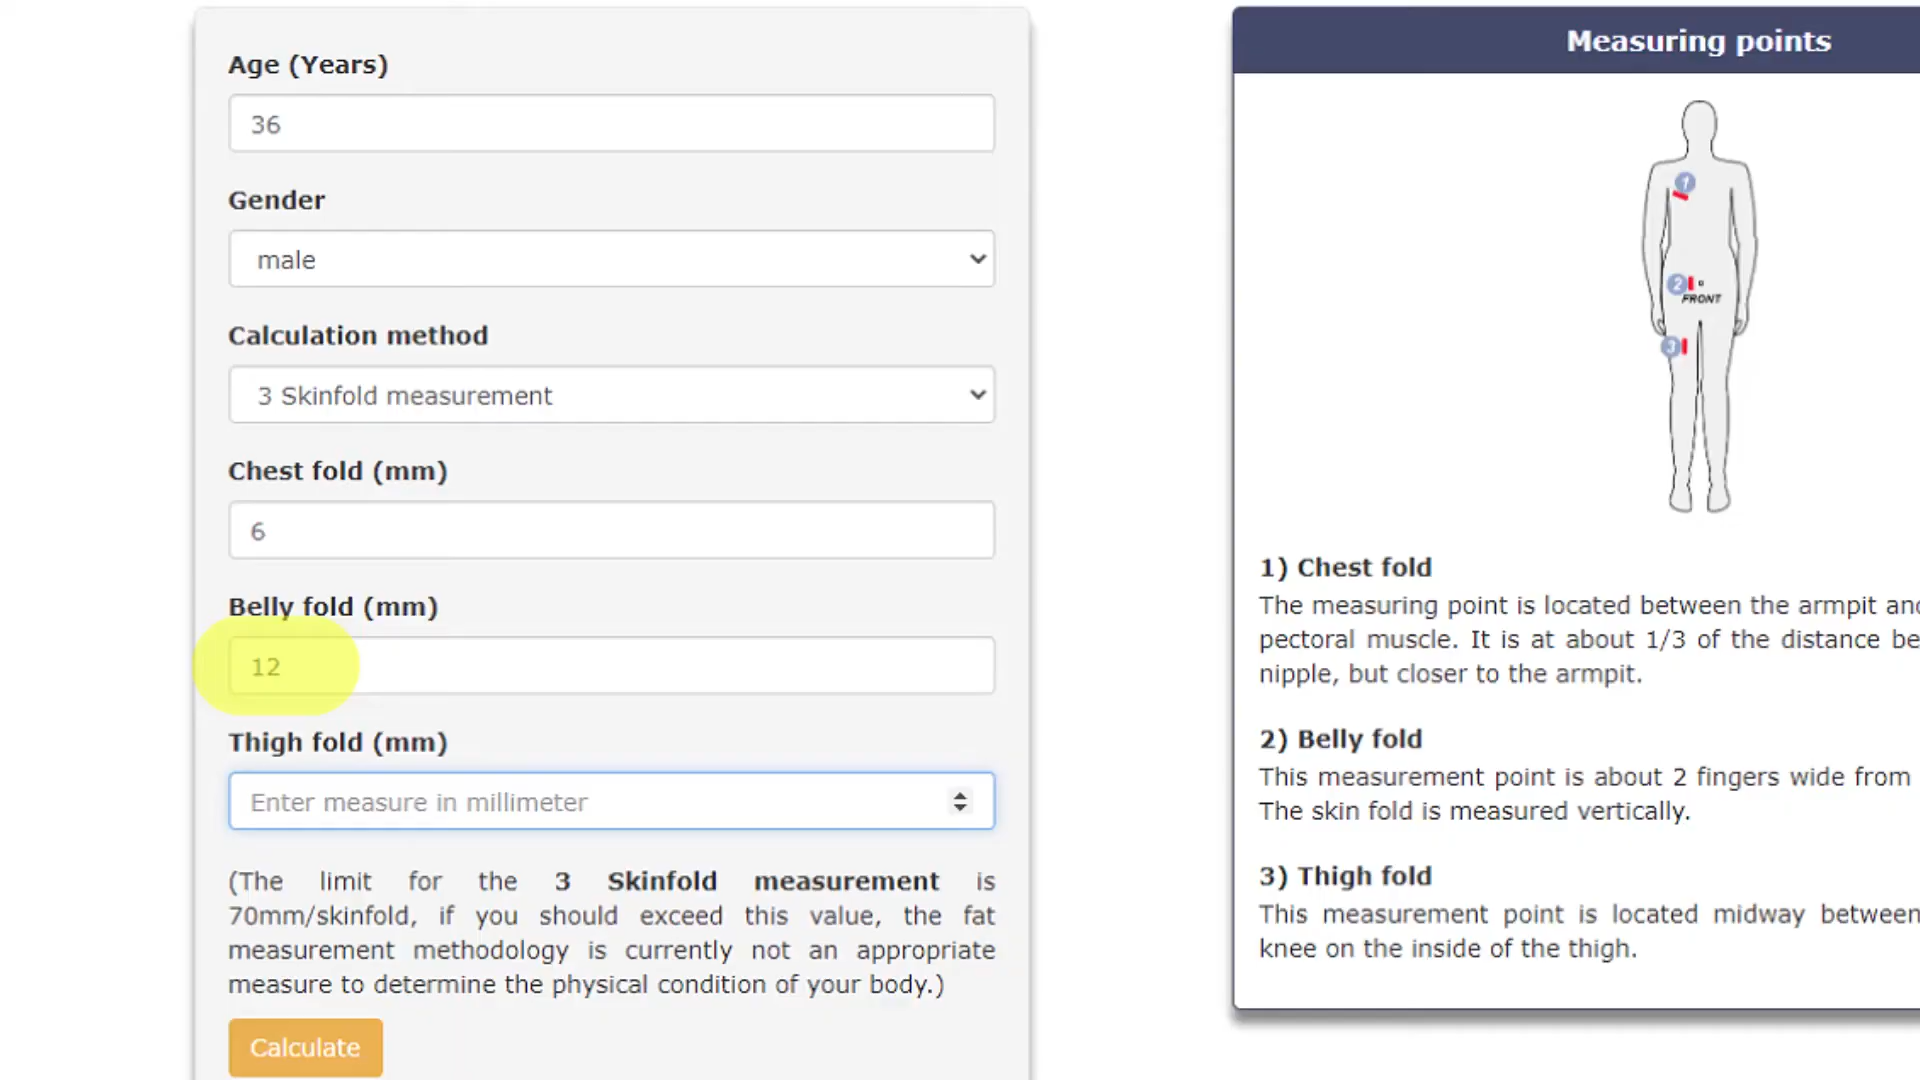 Age (Years)
36
Gender
male
Calculation method
3 Skinfold measurement
Chest fold (mm)
6
Belly fold (mm)
12
Thigh fold (mm)
Enter measure in millimeter
(The limit for the 3 Skinfold measurement is
70mm/skinfold, if you should exceed this value, the fat
measurement methodology is currently not an appropriate
measure to determine the physical condition of your body.)
Calculate
Measuring points
1
2
FRONT
3
1) Chest fold
The measuring point is located between the armpit and
pectoral muscle. It is at about 1/3 of the distance be
nipple, but closer to the armpit.
2) Belly fold
This measurement point is about 2 fingers wide from
The skin fold is measured vertically.
3) Thigh fold
This measurement point is located midway between
knee on the inside of the thigh.